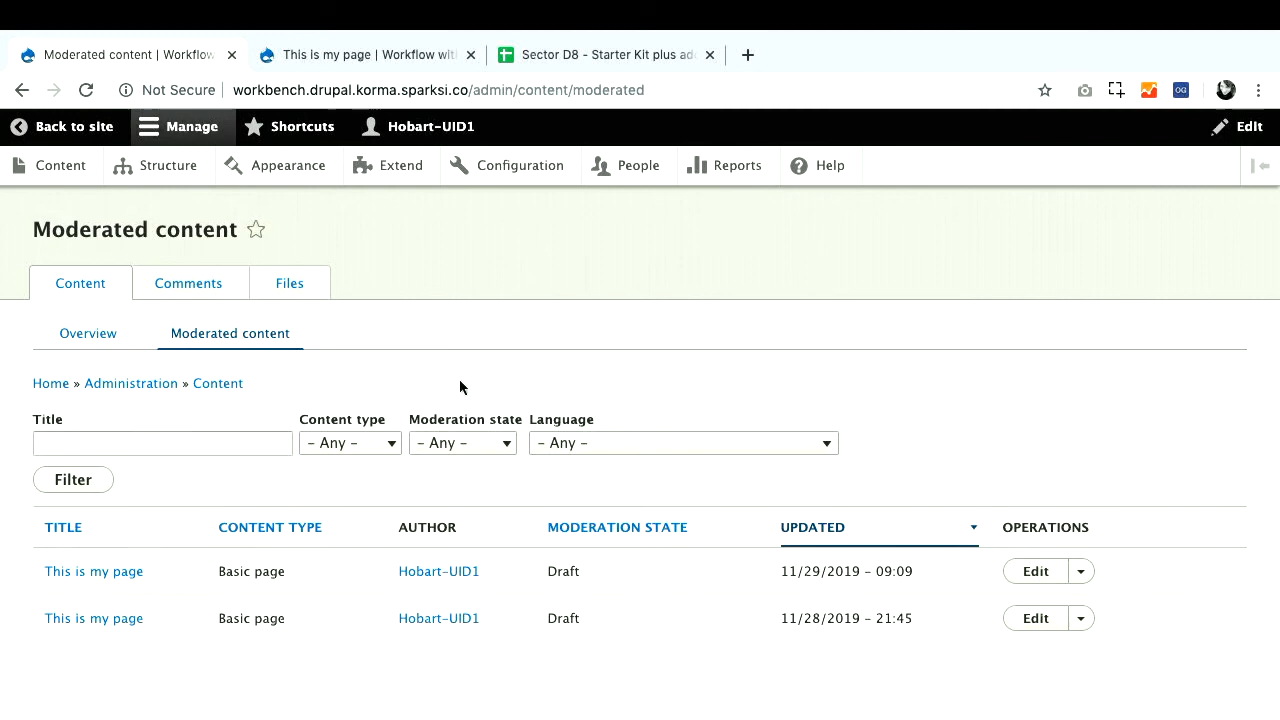 Moderated content | Workflow
This is my page | Workflow wit
Sector D8 - Starter Kit plus ad
Not Secure
workbench.drupal.korma.sparksi.co/admin/content/moderated
OG
Back to site
Manage
Shortcuts
Hobart-UID1
Edit
Content
Structure
Appearance
Extend
Configuration
People
Reports
Help
Moderated content
Content
Comments
Files
Overview
Moderated content
Home » Administration » Content
Title
Content type
Moderation state
Language
- Any -
- Any -
- Any -
Filter
TITLE
CONTENT TYPE
AUTHOR
MODERATION STATE
UPDATED
OPERATIONS
This is my page
Basic page
Hobart-UID1
Draft
11/29/2019 - 09:09
Edit
This is my page
Basic page
Hobart-UID1
Draft
11/28/2019 - 21:45
Edit